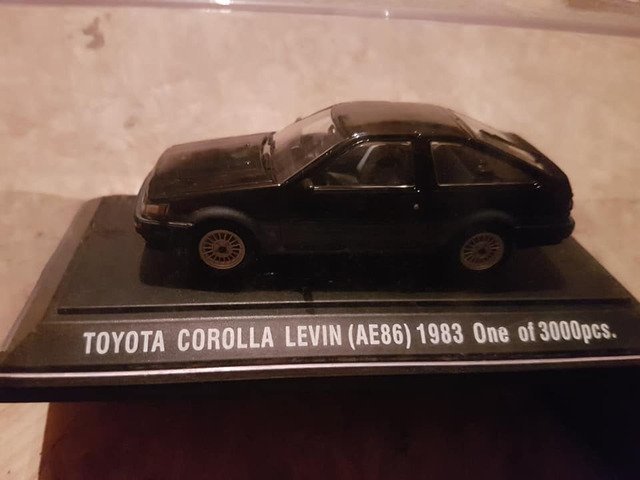 TOYOTA COROLLA LEVIN (AE86) 1983 One of 3000pcs.